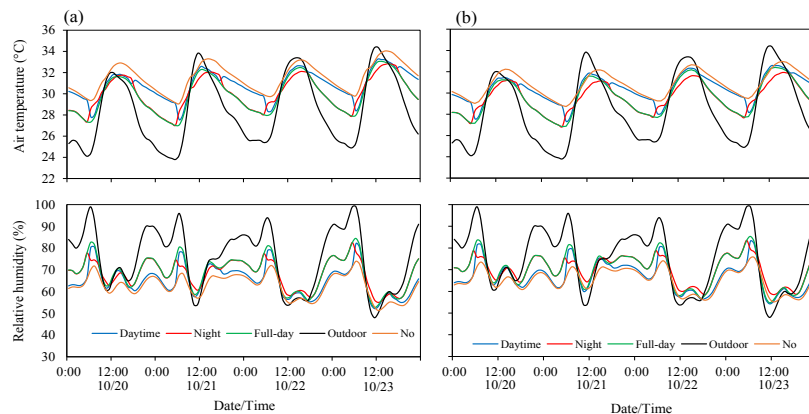 (a)
(b)
Air temperature (°C)
36
34
32
30
28
26
24
22
Relative humidity (%)
100
90
80
70
60
50
40
30
Daytime Night Full-day Outdoor No
Daytime Night Full-day Outdoor No
0:00 12:00 0:00 12:00 0:00 12:00 0:00 12:00
10/20 10/21 10/22 10/23
0:00 12:00 0:00 12:00 0:00 12:00 0:00 12:00
10/20 10/21 10/22 10/23
Date/Time
Date/Time